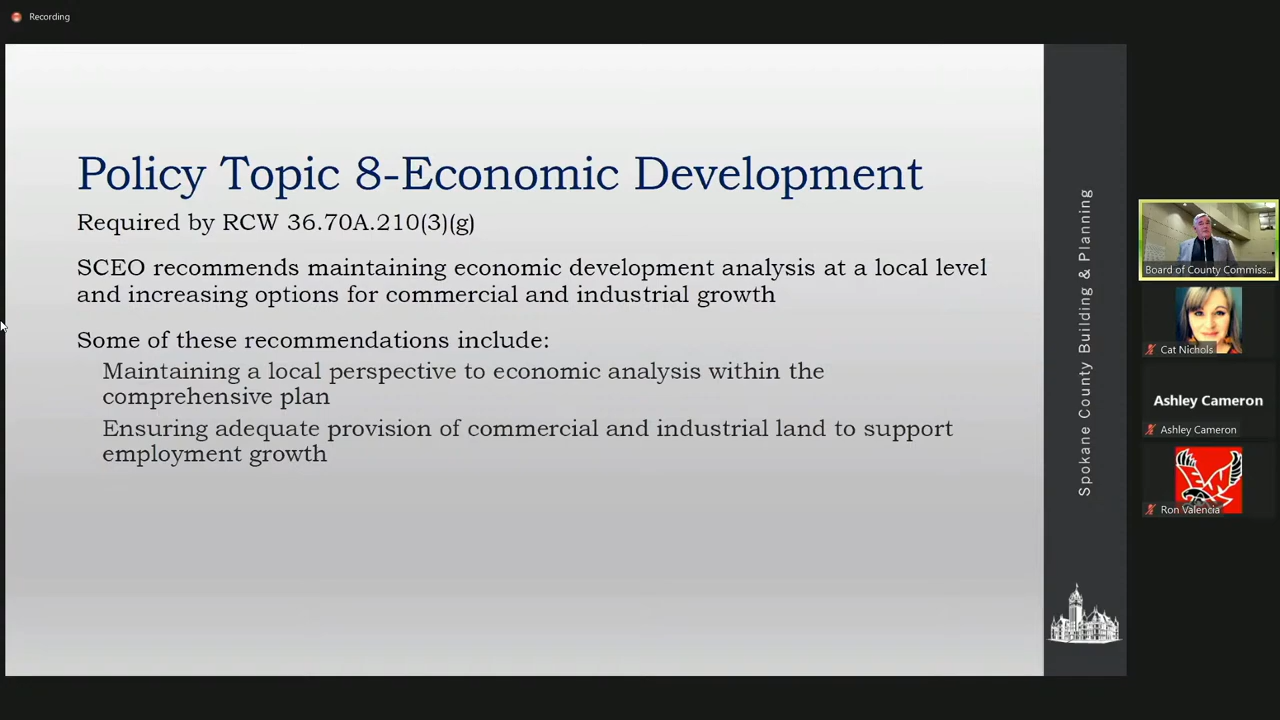 Recording
Policy Topic 8-Economic Development
Required by RCW 36.70A.210(3)(g)
SCEO recommends maintaining economic development analysis at a local level
and increasing options for commercial and industrial growth
Some of these recommendations include:
Maintaining a local perspective to economic analysis within the
comprehensive plan
Ensuring adequate provision of commercial and industrial land to support
employment growth
Spokane County Building & Planning
Board of County Commiss...
Cat Nichols
Ashley Cameron
Ashley Cameron
EWU
Ron Valencia